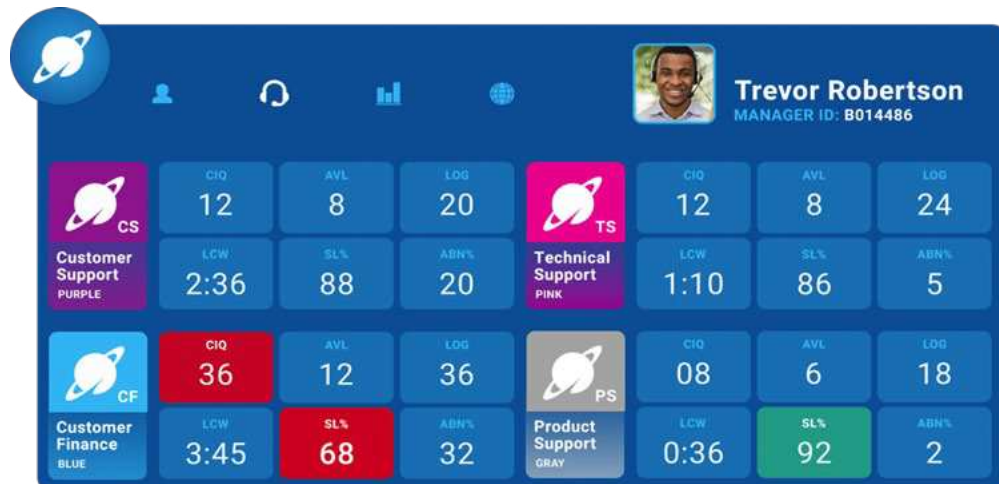 Trevor Robertson
MANAGER ID: B014486
CS
Customer
Support
PURPLE
CIQ
12
AVL
8
LOG
20
LCW
2:36
SL%
88
ABN%
20
TS
Technical
Support
PINK
CIQ
12
AVL
8
LOG
24
LCW
1:10
SL%
86
ABN%
5
CF
Customer
Finance
BLUE
CIQ
36
AVL
12
LOG
36
LCW
3:45
SL%
68
ABN%
32
PS
Product
Support
GRAY
CIQ
08
AVL
6
LOG
18
LCW
0:36
SL%
92
ABN%
2